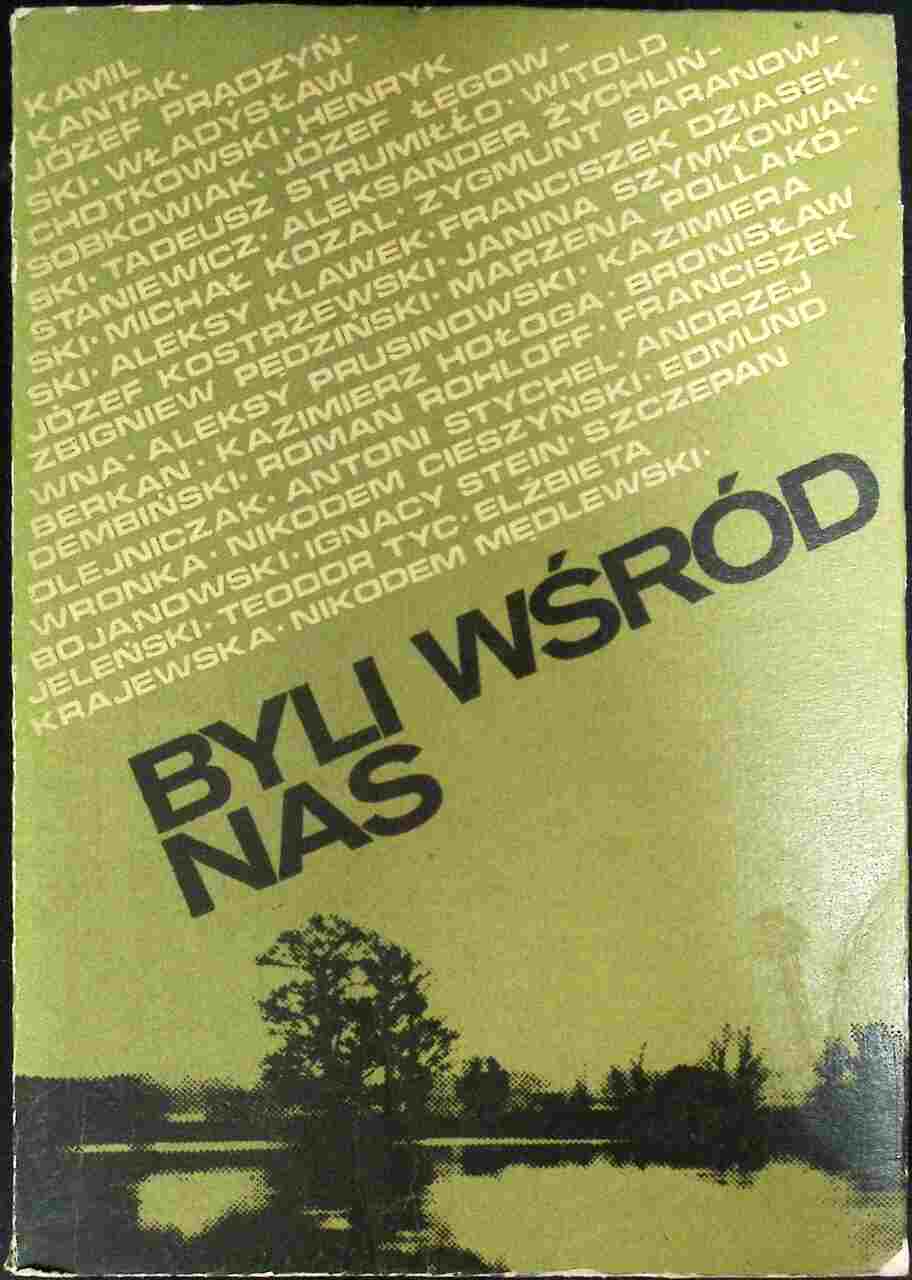 KAMIL
KANTAK·
JÓZEF PRĄDZYŃ-
SKI· WŁADYSŁAW
CHOTKOWSKI· HENRYK
SOBKOWIAK· JÓZEF ŁĘGOW-
SKI· TADEUSZ STRUMIŁŁO· WITOLD
STANIEWICZ· ALEKSANDER ŻYCHLIŃ-
SKI· MICHAŁ KOZAL· ZYGMUNT BARANOW-
SKI· ALEKSY KLAWEK· FRANCISZEK DZIASEK·
JÓZEF KOSTRZEWSKI· JANINA SZYMKOWIAK·
ZBIGNIEW PĘDZIŃSKI· MARZENA POLLAKÓ-
WNA· ALEKSY PRUSINOWSKI· KAZIMIERA
BERKAN· KAZIMIERZ HOŁOGA· BRONISŁAW
DEMBIŃSKI· ROMAN ROHLOFF· FRANCISZEK
OLEJNICZAK· ANTONI STYCHEL· ANDRZEJ
WRONKA· NIKODEM CIESZYŃSKI· EDMUND
BOJANOWSKI· IGNACY STEIN· SZCZEPAN
JELEŃSKI· TEODOR TYC· ELŻBIETA
KRAJEWSKA· NIKODEM MĘDLEWSKI·
BYLI WŚRÓD
NAS